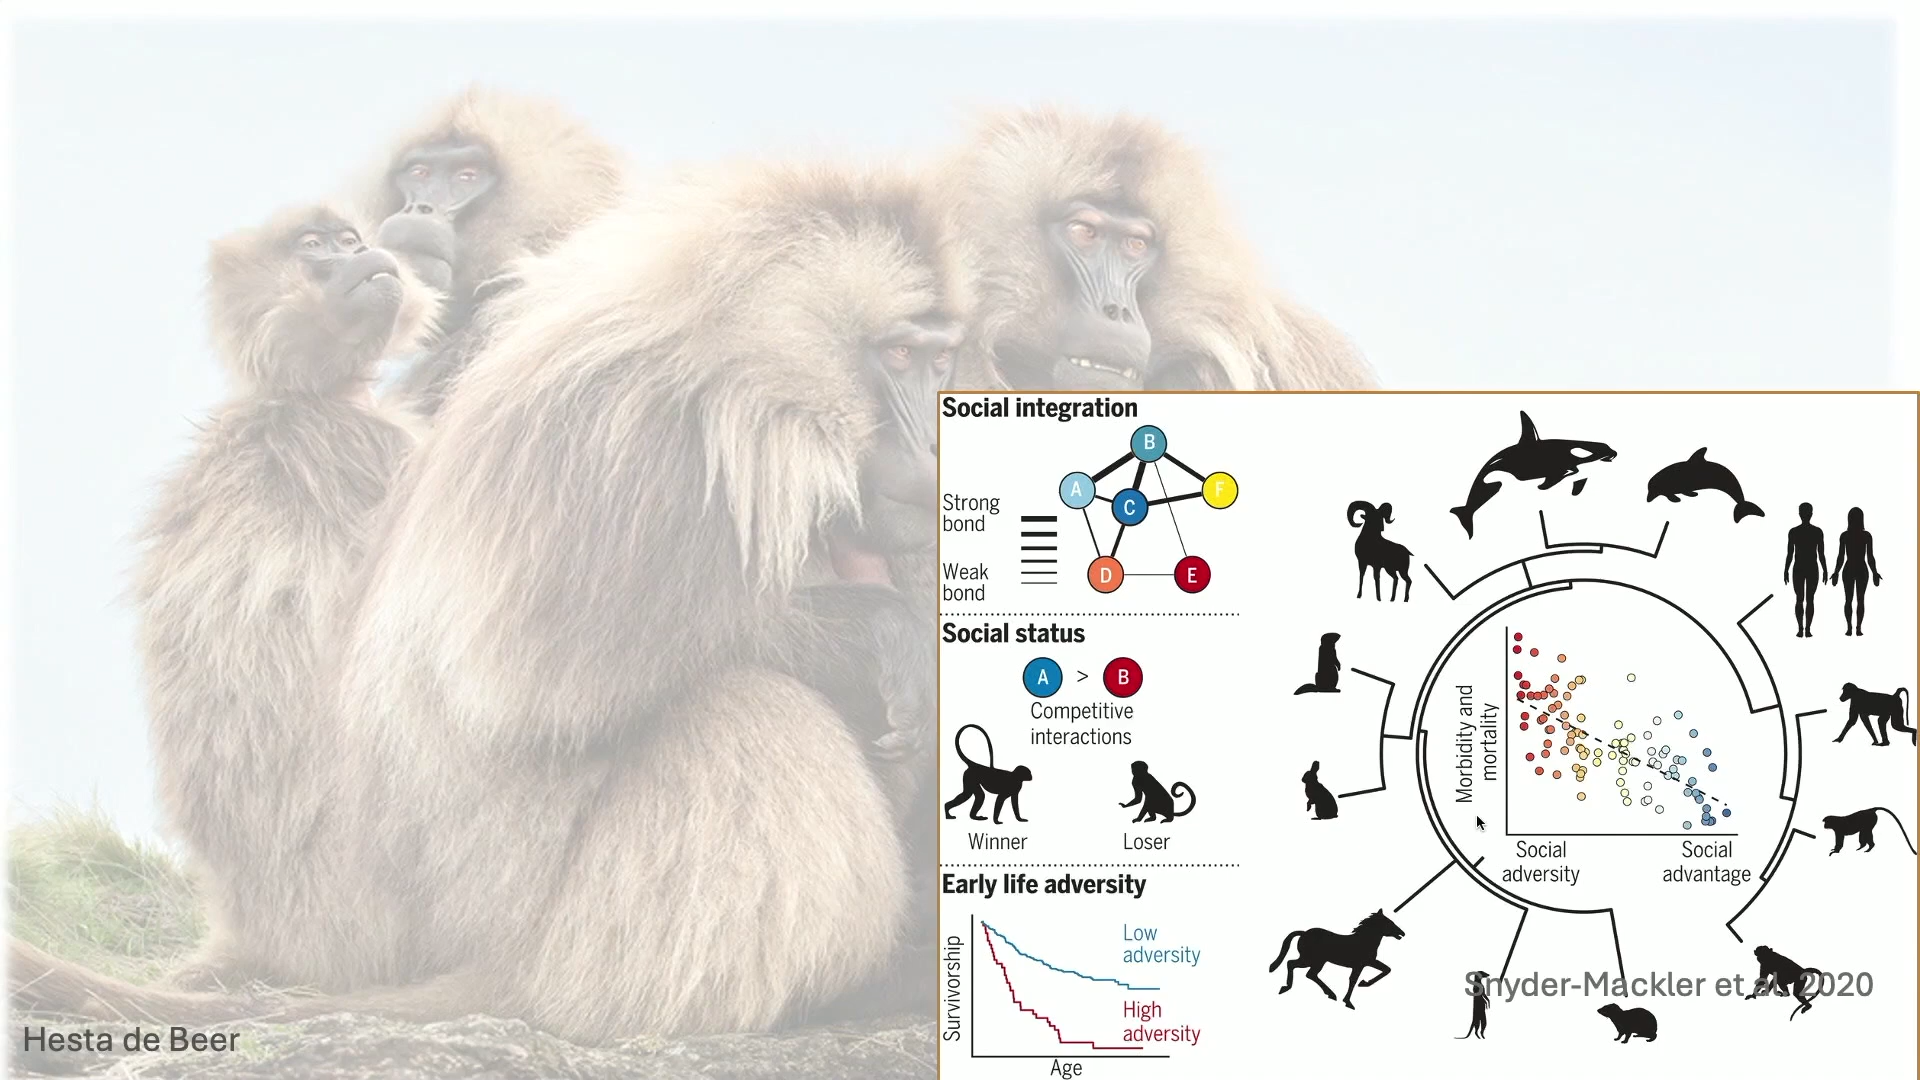 Social integration
B
A
F
C
Strong
bond
Weak
bond
D
E
Social status
A > B
Competitive
interactions
Winner
Loser
Early life adversity
Survivorship
Low
adversity
High
adversity
Age
Morbidity and
mortality
Social
adversity
Social
advantage
Snyder-Mackler et al. 2020
Hesta de Beer